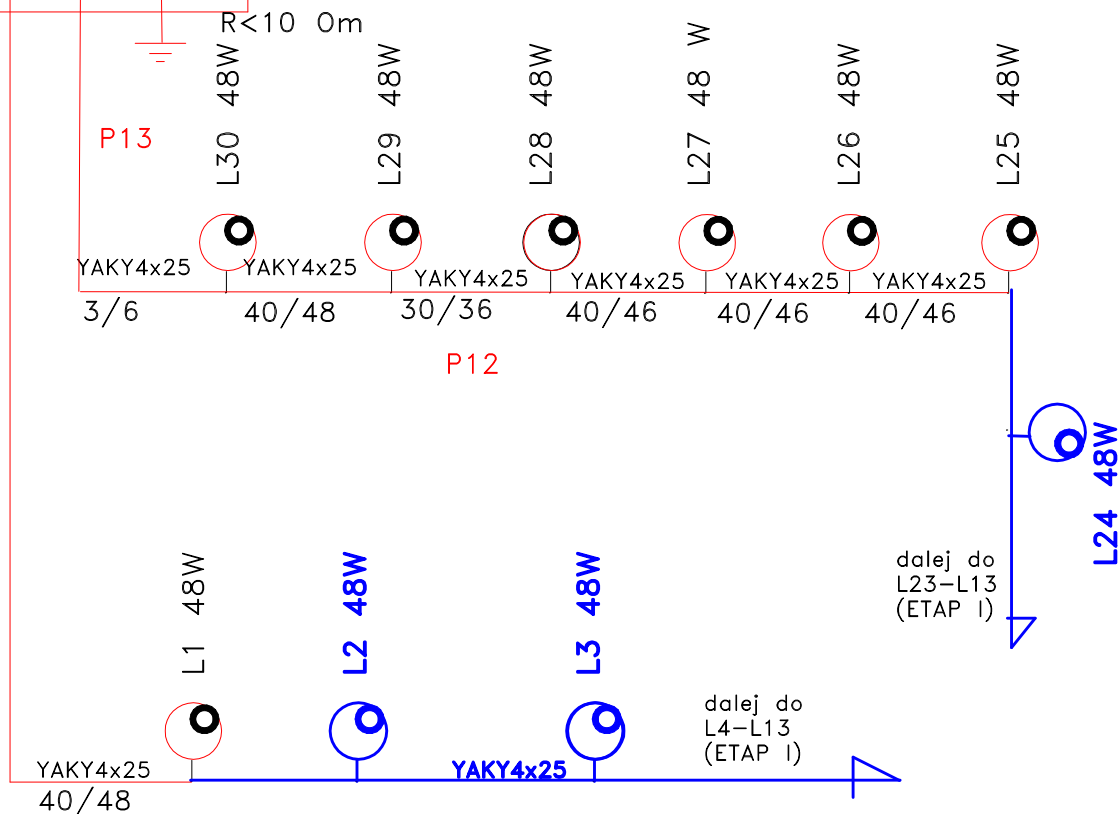 R<10 Om
P13
L30 48W
L29 48W
L28 48W
L27 48 W
L26 48W
L25 48W
YAKY4x25
YAKY4x25
YAKY4x25
YAKY4x25
YAKY4x25
YAKY4x25
3/6
40/48
30/36
40/46
40/46
40/46
P12
L24 48W
dalej do
L23-L13
(ETAP I)
L1 48W
L2 48W
L3 48W
dalej do
L4-L13
(ETAP I)
YAKY4x25
YAKY4x25
40/48